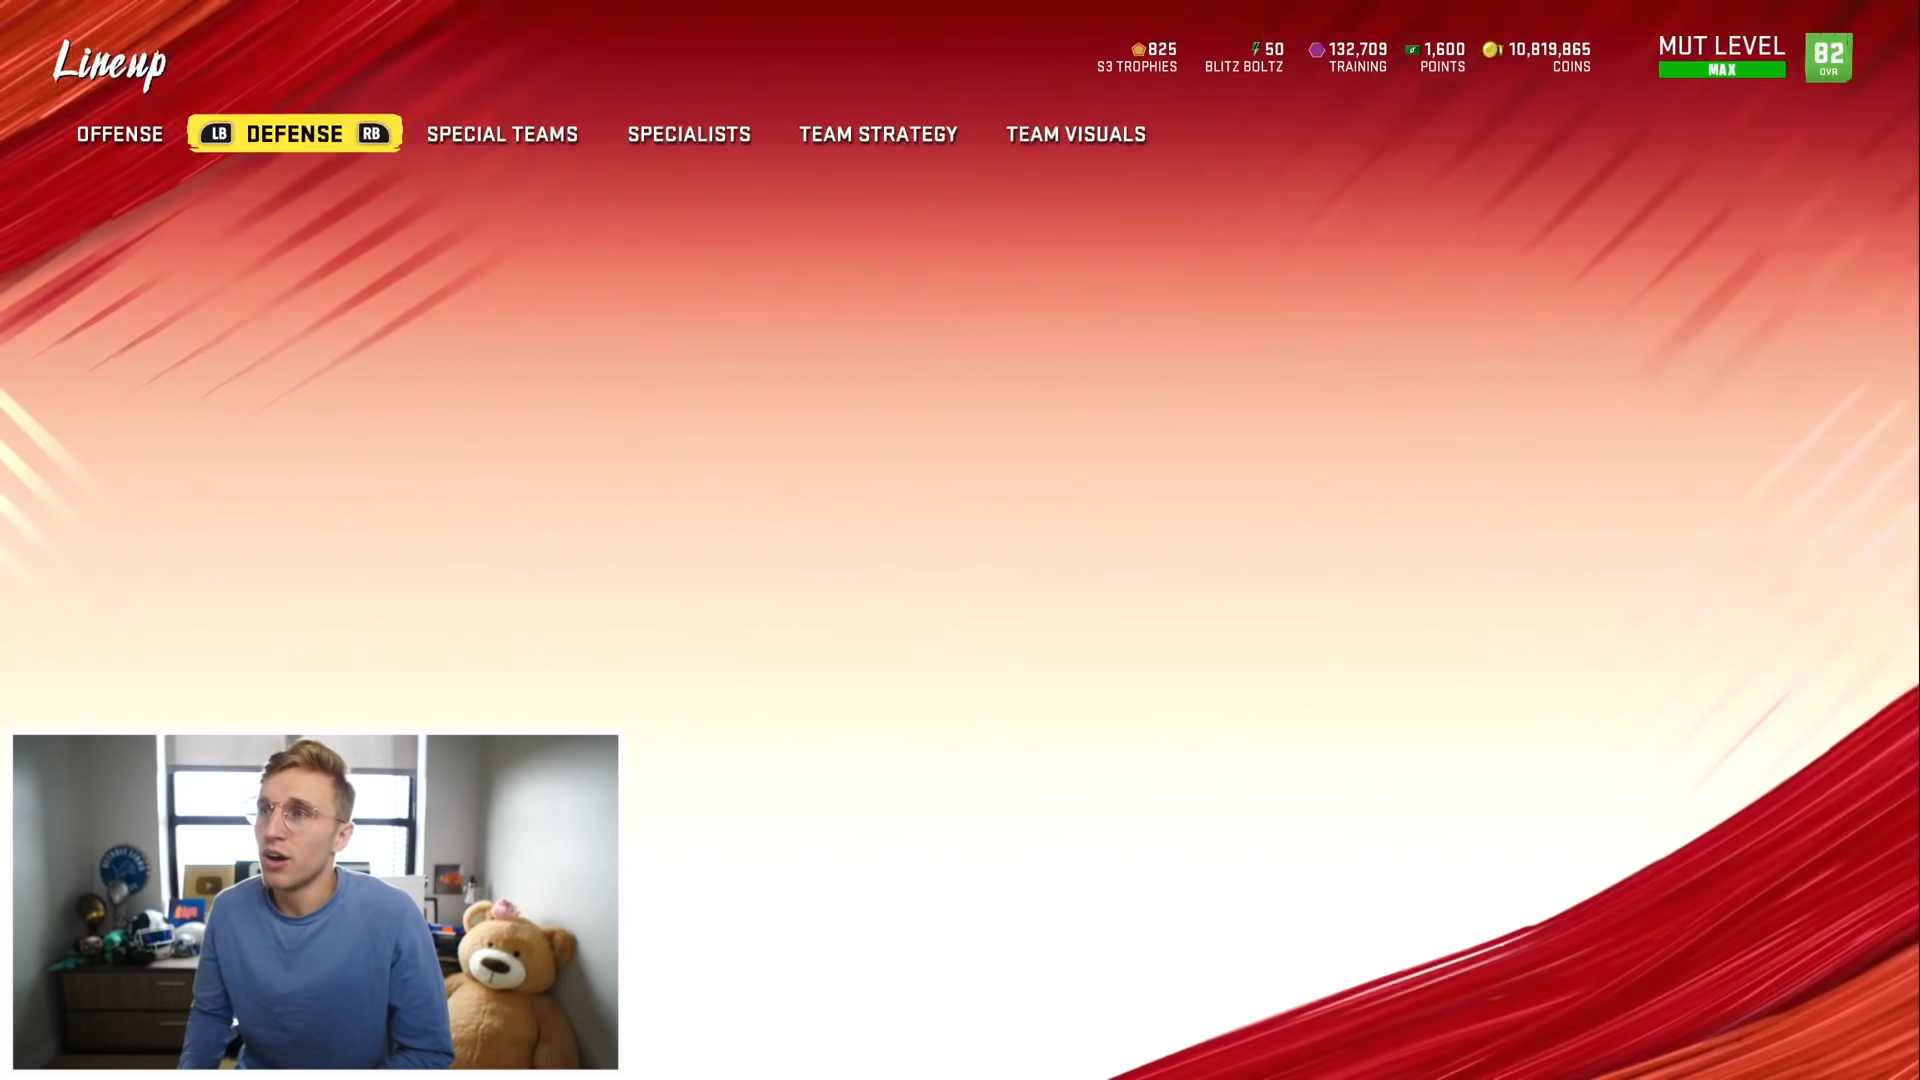 Lineup
825
S3 TROPHIES
50
BLITZ BOLTZ
132,709
TRAINING
1,600
POINTS
10,819,865
COINS
MUT LEVEL
MAX
82
OVR
OFFENSE
LB DEFENSE RB
SPECIAL TEAMS
SPECIALISTS
TEAM STRATEGY
TEAM VISUALS